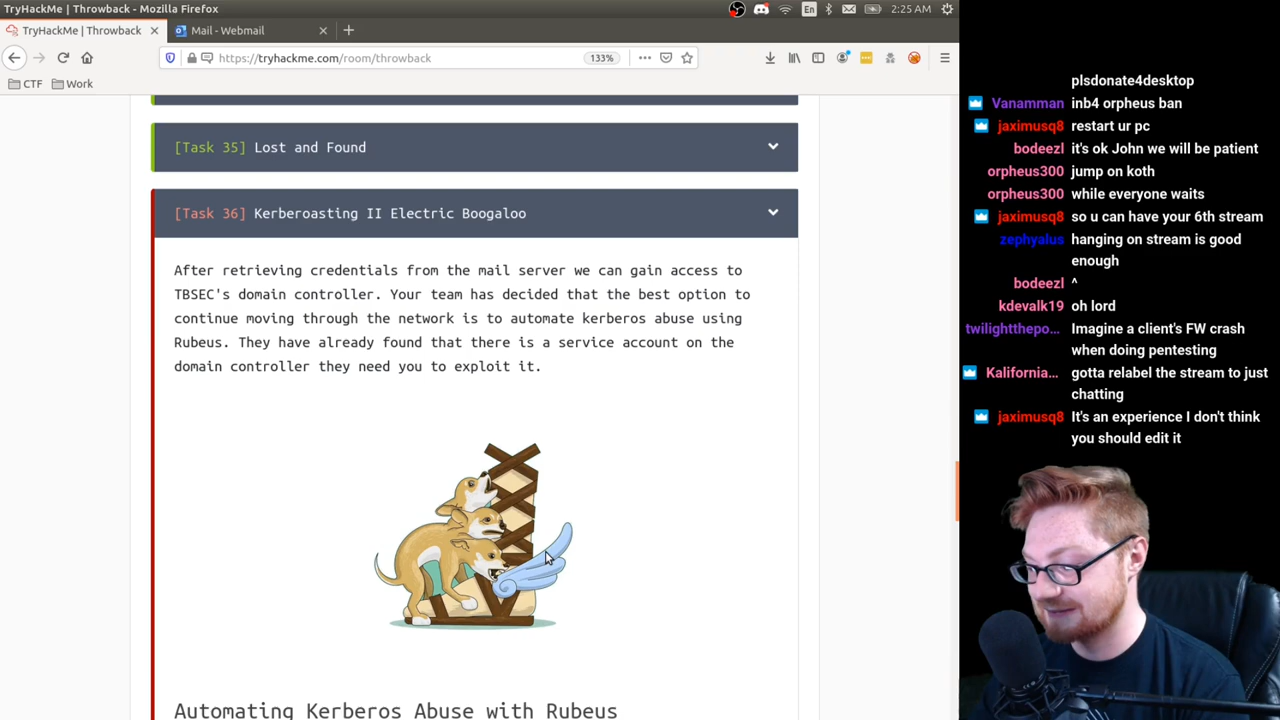 TryHackMe | Throwback - Mozilla Firefox
En
2:25 AM
TryHackMe | Throwback
Mail - Webmail
https://tryhackme.com/room/throwback
133%
CTF
Work
[Task 35] Lost and Found
[Task 36] Kerberoasting II Electric Boogaloo
After retrieving credentials from the mail server we can gain access to
TBSEC's domain controller. Your team has decided that the best option to
continue moving through the network is to automate kerberos abuse using
Rubeus. They have already found that there is a service account on the
domain controller they need you to exploit it.
Automating Kerberos Abuse with Rubeus
plsdonate4desktop
Vanamman inb4 orpheus ban
jaximusq8 restart ur pc
bodeezl it's ok John we will be patient
orpheus300 jump on koth
orpheus300 while everyone waits
jaximusq8 so u can have your 6th stream
zephyalus hanging on stream is good
enough
bodeezl ^
kdevalk19 oh lord
twilightthepo… Imagine a client's FW crash
when doing pentesting
Kalifornia… gotta relabel the stream to just
chatting
jaximusq8 It's an experience I don't think
you should edit it